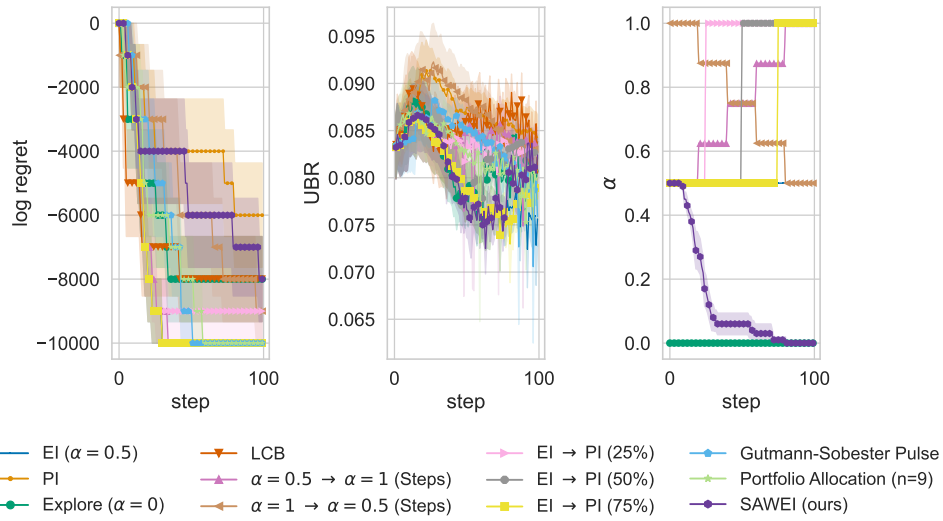 0
−2000
−4000
−6000
−8000
−10000
log regret
0
100
step
0.095
0.090
0.085
0.080
0.075
0.070
0.065
UBR
0
100
step
1.0
0.8
0.6
0.4
0.2
0.0
α
0
100
step
EI (α = 0.5)
PI
Explore (α = 0)
LCB
α = 0.5 → α = 1 (Steps)
α = 1 → α = 0.5 (Steps)
EI → PI (25%)
EI → PI (50%)
EI → PI (75%)
Gutmann-Sobester Pulse
Portfolio Allocation (n=9)
SAWEI (ours)